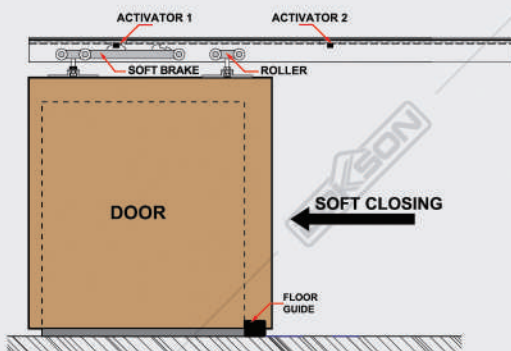 ACTIVATOR 1
ACTIVATOR 2
SOFT BRAKE
ROLLER
DOOR
SOFT CLOSING
FLOOR
GUIDE